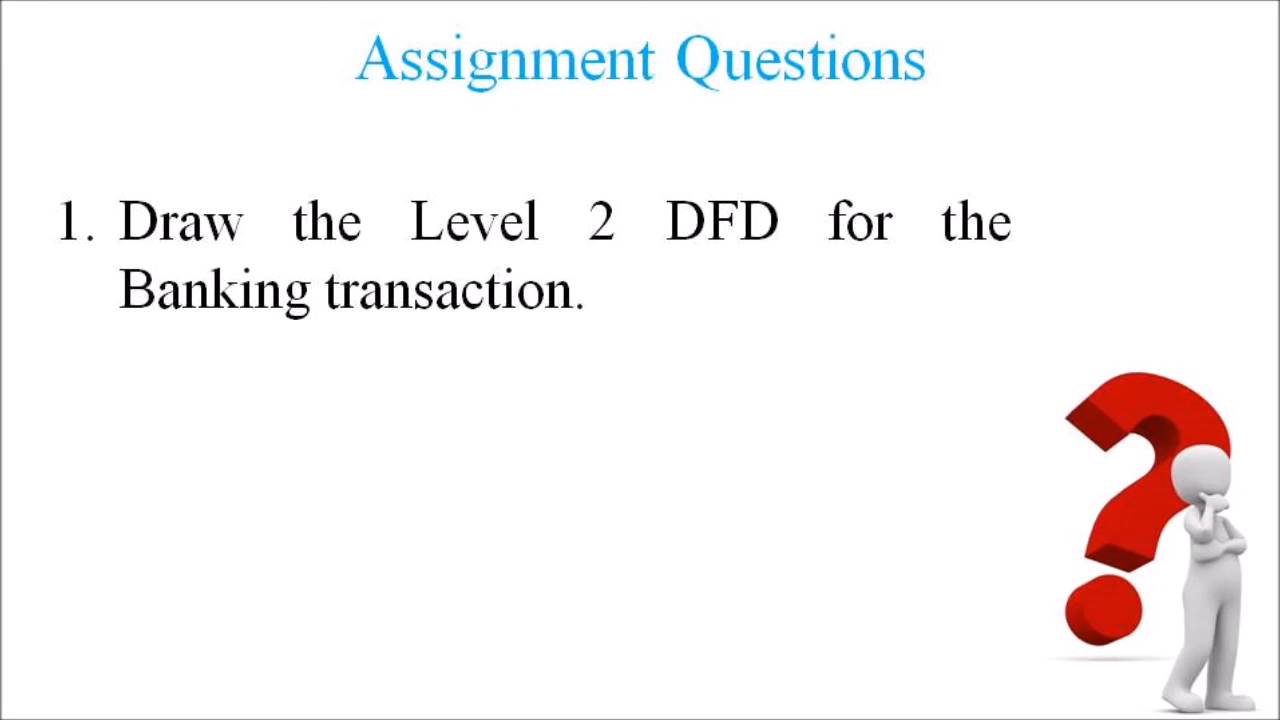 Assignment Questions
1. Draw the Level 2 DFD for the
Banking transaction.